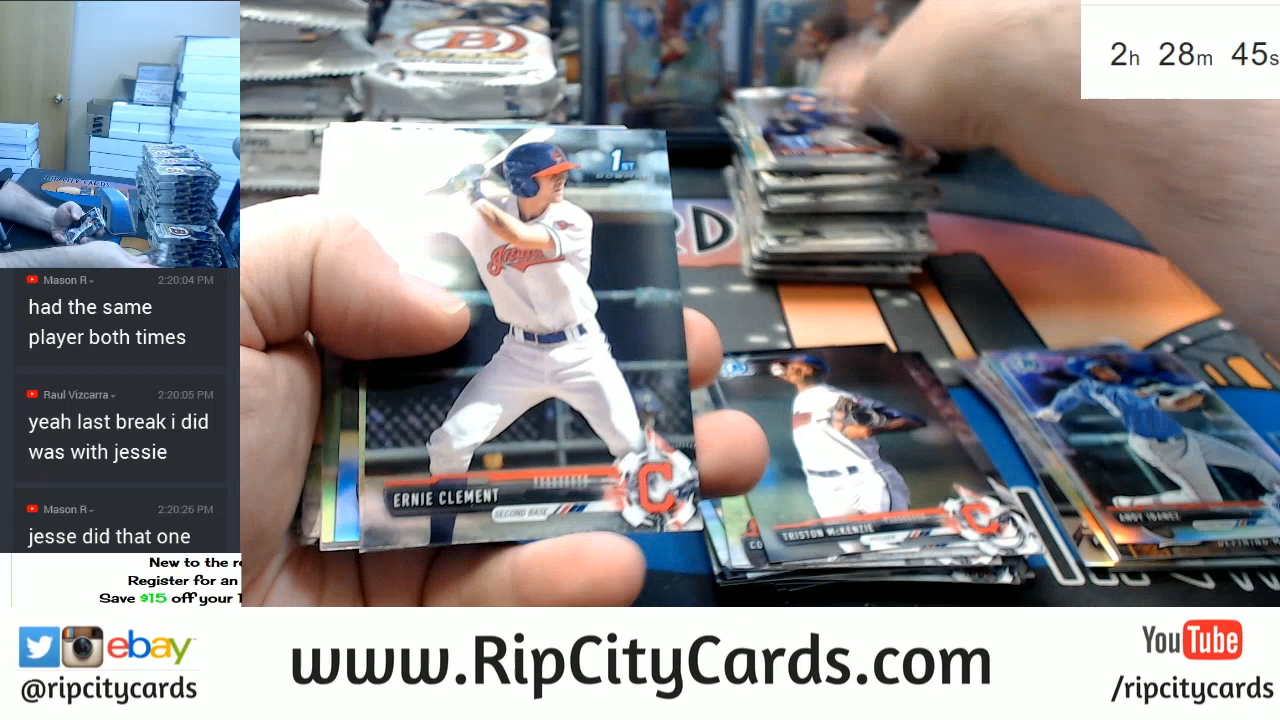 2h 28m 45s
Mason R
2:20:04 PM
had the same
player both times
Raul Vizcarra
2:20:05 PM
yeah last break i did
was with jessie
Mason R
2:20:26 PM
jesse did that one
New to the
Register for an
Save $15 off your
1ST
BOWMAN
Indians
ERNIE CLEMENT
SECOND BASE
C
B
RD
TRISTON McKENZIE
ANDY IBANEZ
ebay
@ripcitycards
www.RipCityCards.com
YouTube
/ripcitycards